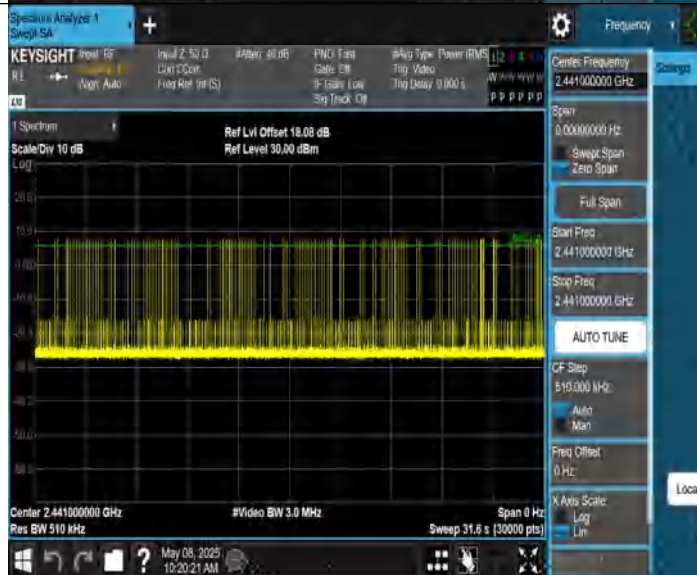 Spectrum Analyzer 1
Swept SA
+
Frequency
KEYSIGHT
Input: RF
Input Z: 50 Ω
#Atten: 40 dB
PNO: Fast
#Avg Type: Power (RMS
1 2
RL
Align: Auto
Corr CCorr
Freq Ref: Int (S)
Gate: Off
IF Gain: Low
Sig Track: Off
Trig: Video
Trig Delay: 0.000 s
P P P P P
Center Frequency
2.441000000 GHz
Settings
Span
0.00000000 Hz
Swept Span
Zero Span
Full Span
Start Freq
2.441000000 GHz
Stop Freq
2.441000000 GHz
AUTO TUNE
CF Step
510.000 kHz
Auto
Man
Freq Offset
0 Hz
X Axis Scale
Log
Lin
Loca
1 Spectrum
Scale/Div 10 dB
Ref Lvl Offset 18.08 dB
Ref Level 30.00 dBm
Log
Center 2.441000000 GHz
#Video BW 3.0 MHz
Span 0 Hz
Res BW 510 kHz
Sweep 31.6 s (30000 pts)
?
May 08, 2025
10:20:21 AM